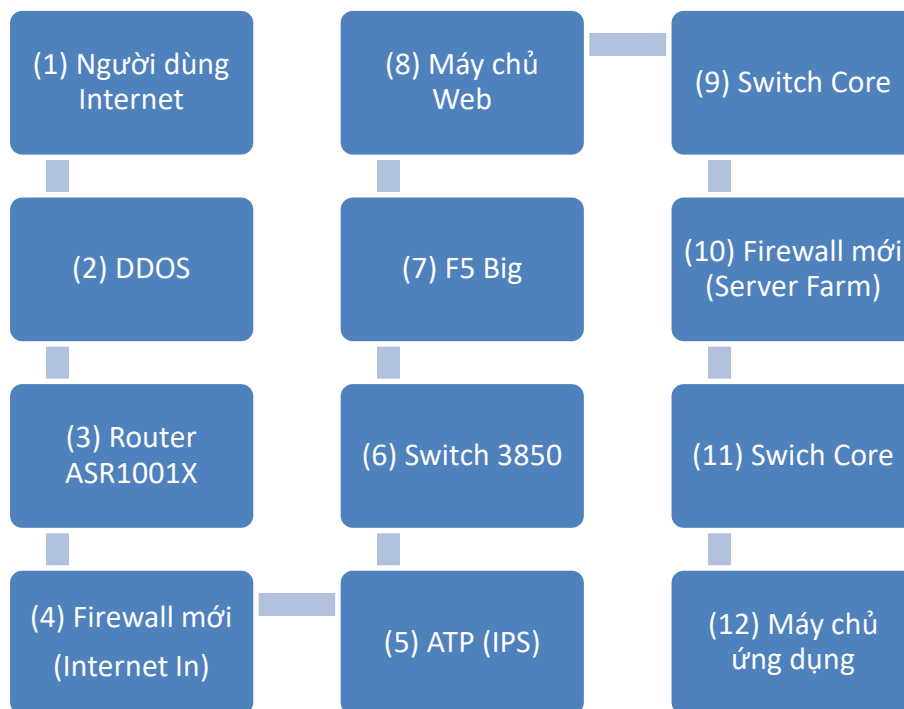 (1) Người dùng
Internet
(2) DDOS
(3) Router
ASR1001X
(4) Firewall mới
(Internet In)
(5) ATP (IPS)
(6) Switch 3850
(7) F5 Big
(8) Máy chủ
Web
(9) Switch Core
(10) Firewall mới
(Server Farm)
(11) Swich Core
(12) Máy chủ
ứng dụng